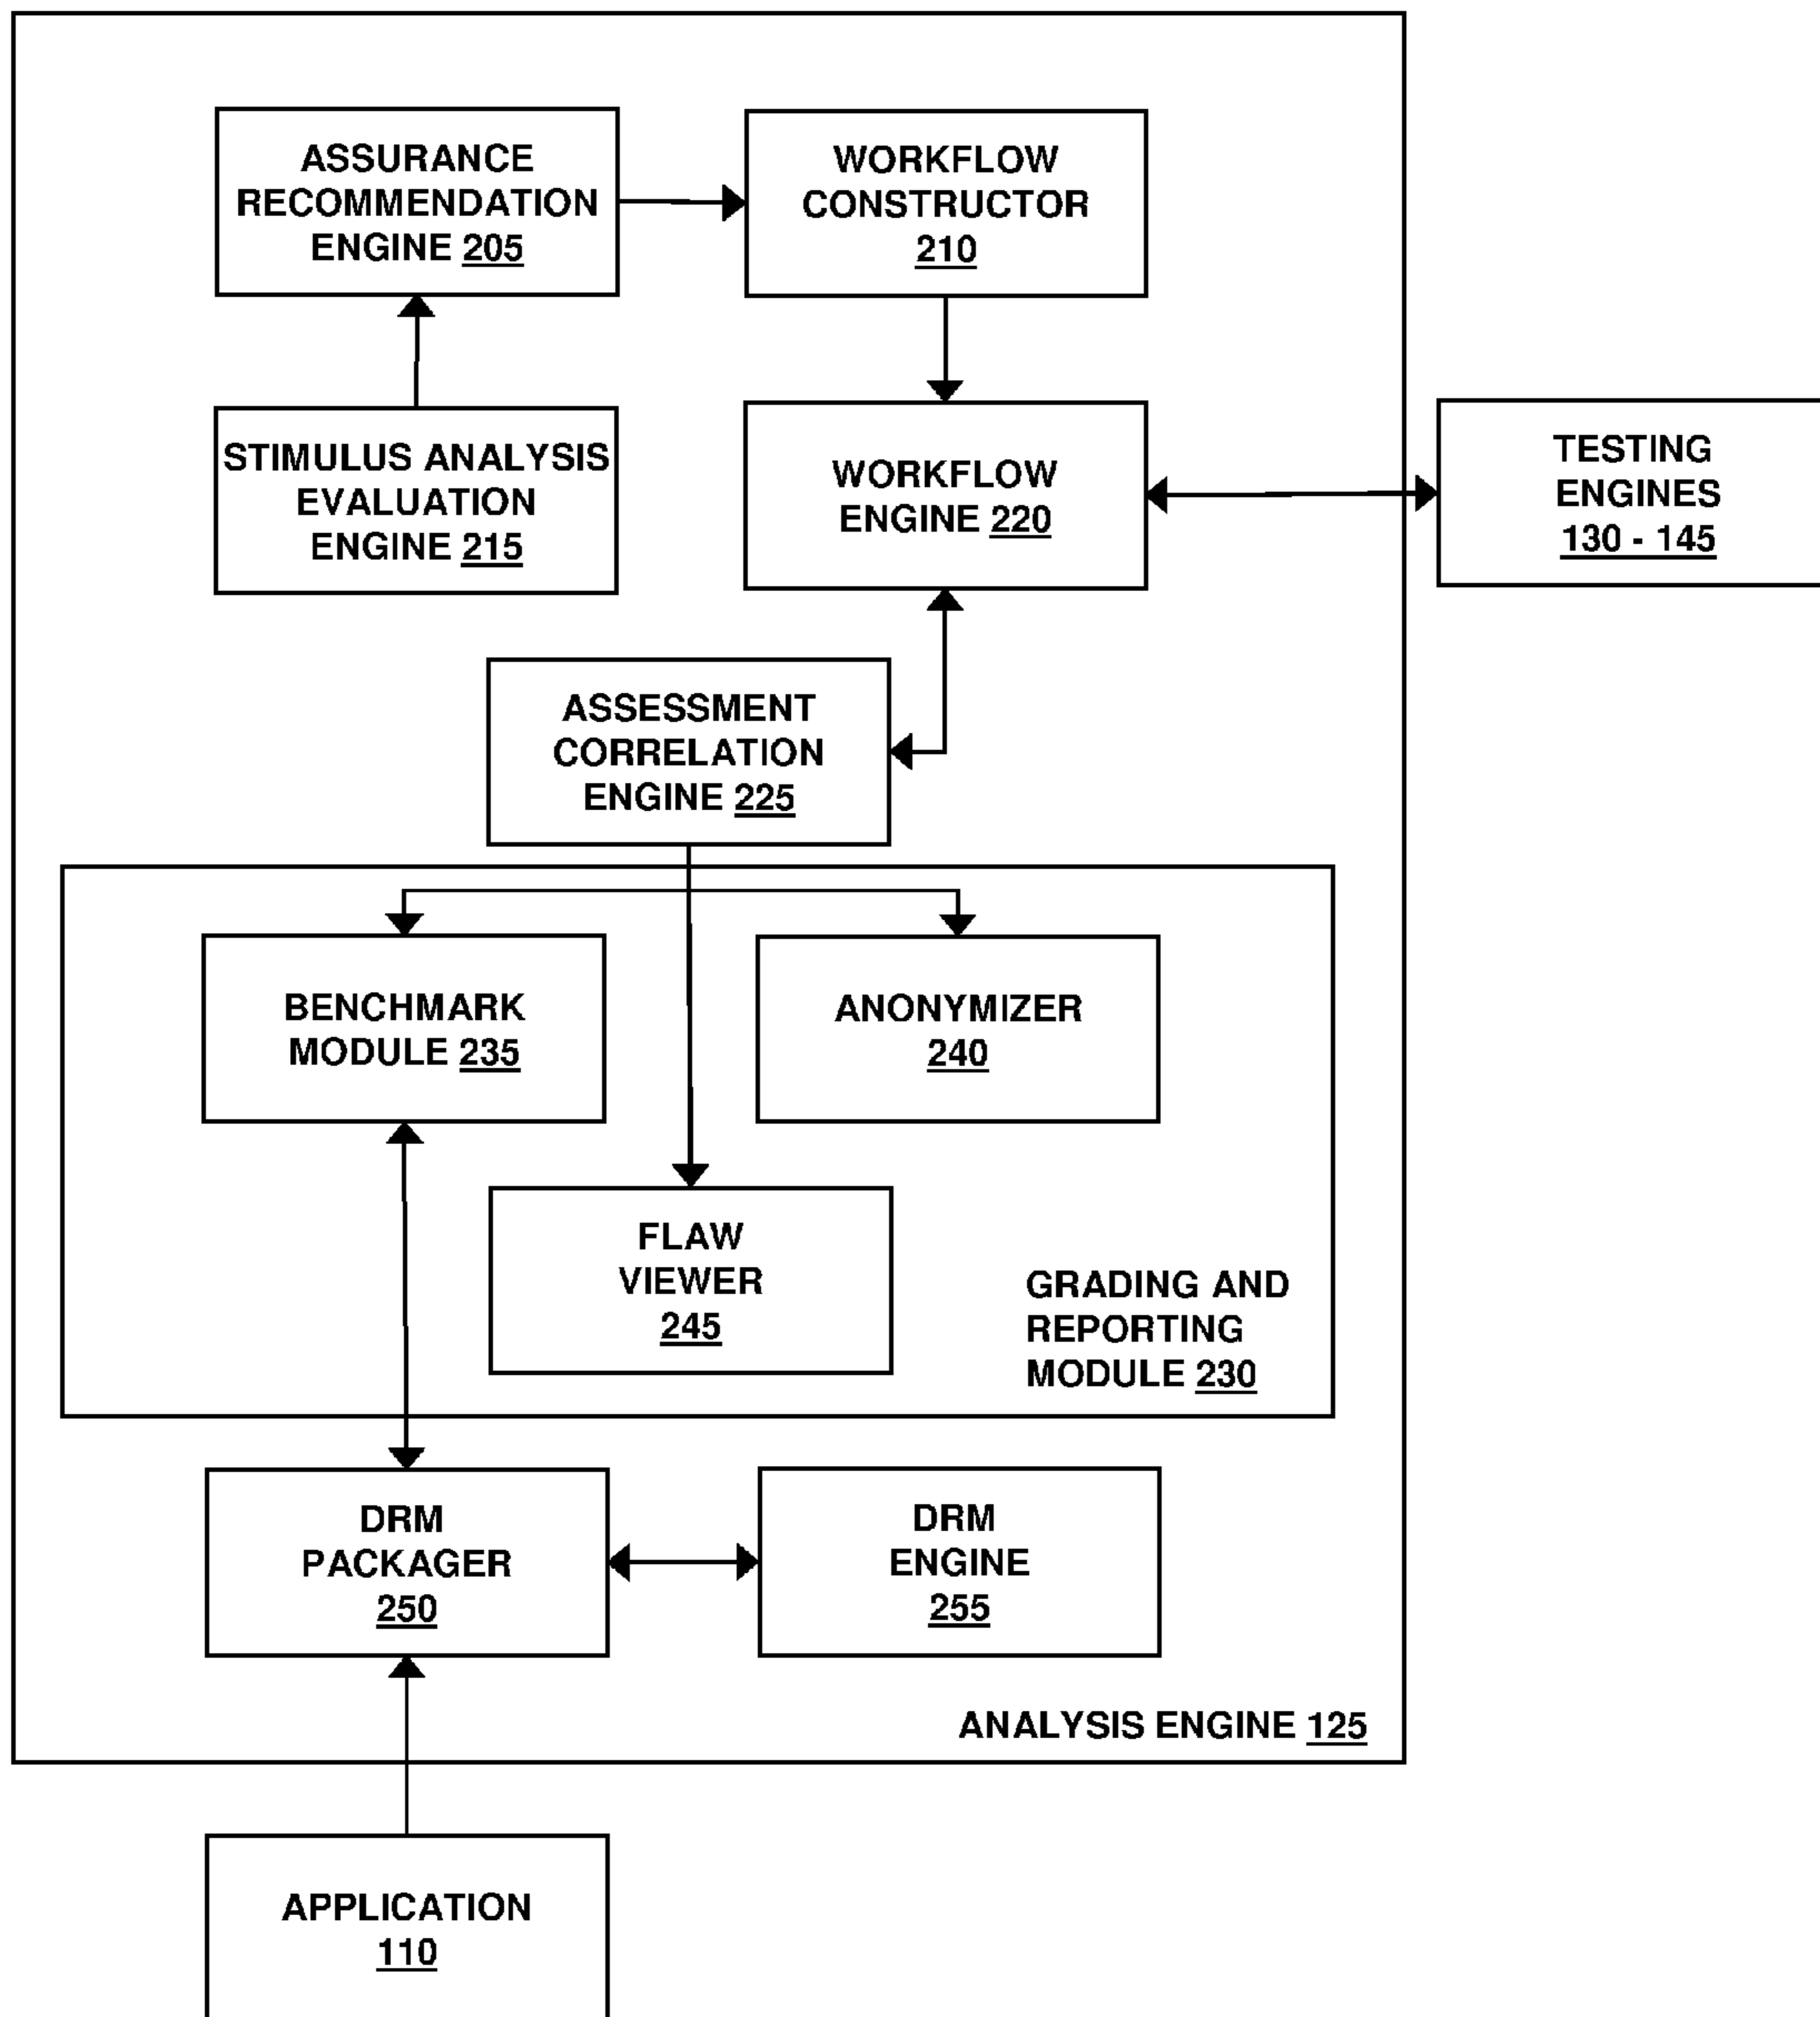 ASSURANCE
RECOMMENDATION
ENGINE 205
WORKFLOW
CONSTRUCTOR
210
STIMULUS ANALYSIS
EVALUATION
ENGINE 215
WORKFLOW
ENGINE 220
TESTING
ENGINES
130 - 145
ASSESSMENT
CORRELATION
ENGINE 225
BENCHMARK
MODULE 235
ANONYMIZER
240
FLAW
VIEWER
245
GRADING AND
REPORTING
MODULE 230
DRM
PACKAGER
250
DRM
ENGINE
255
ANALYSIS ENGINE 125
APPLICATION
110